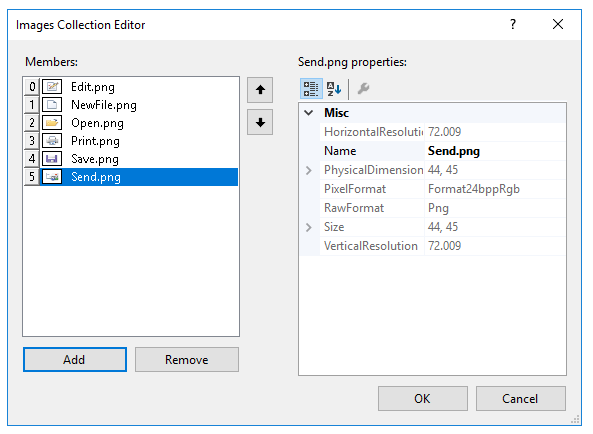 Images Collection Editor
?
Members:
0 Edit.png
1 NewFile.png
2 Open.png
3 Print.png
4 Save.png
5 Send.png
Add
Remove
Send.png properties:
Misc
HorizontalResolutio 72.009
Name Send.png
PhysicalDimension 44, 45
PixelFormat Format24bppRgb
RawFormat Png
Size 44, 45
VerticalResolution 72.009
OK
Cancel